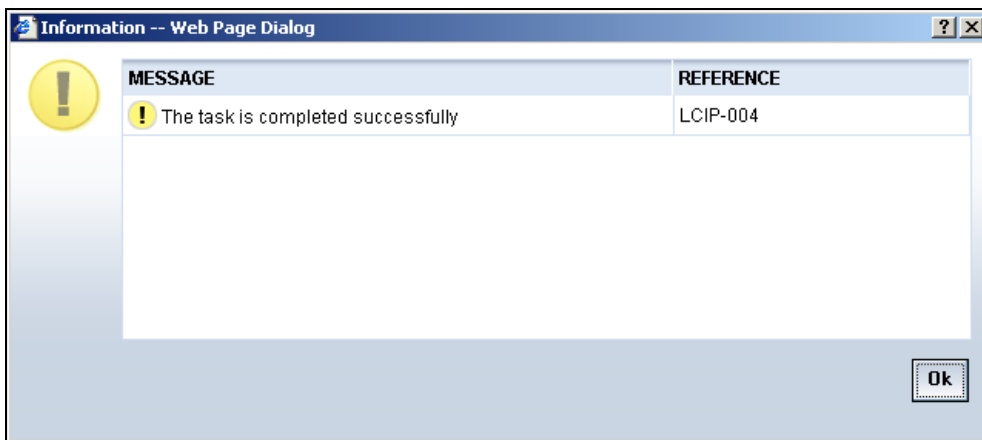 Information -- Web Page Dialog
MESSAGE REFERENCE
The task is completed successfully LCIP-004
Ok